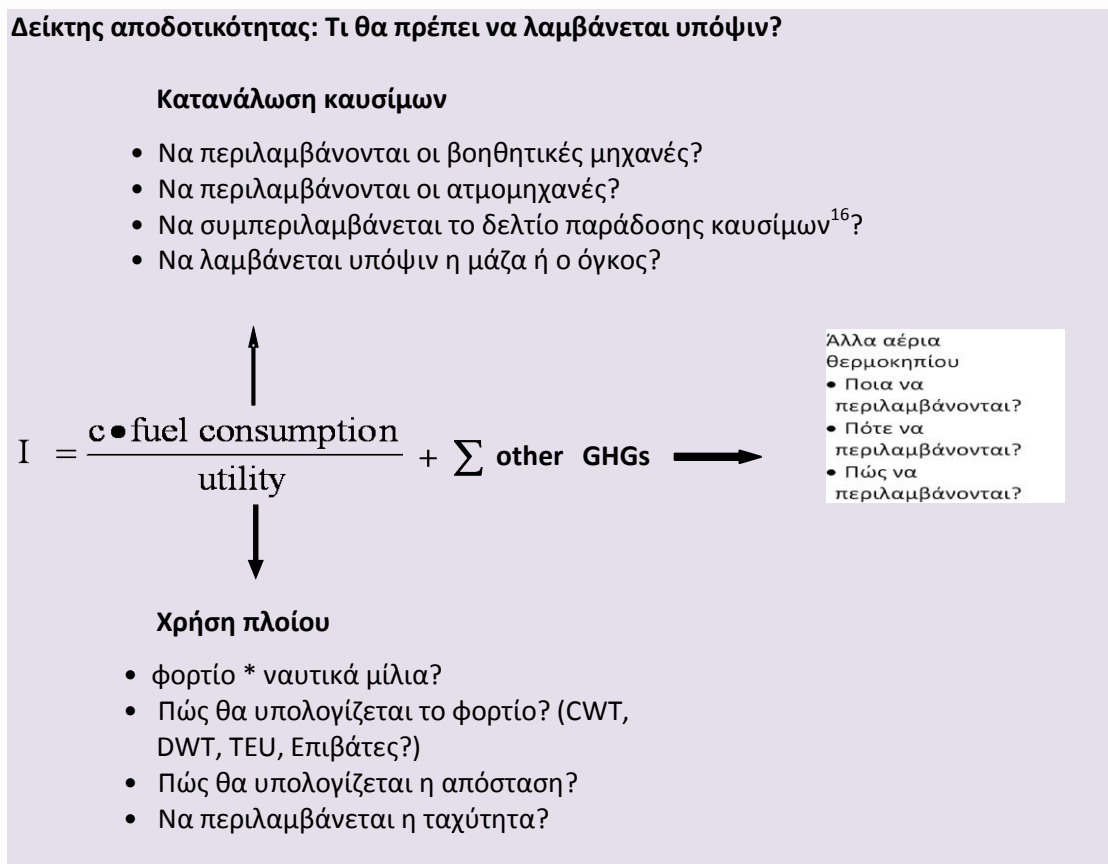 Δείκτης αποδοτικότητας: Τι θα πρέπει να λαμβάνεται υπόψιν?
Κατανάλωση καυσίμων
• Να περιλαμβάνονται οι βοηθητικές μηχανές?
• Να περιλαμβάνονται οι ατμομηχανές?
• Να συμπεριλαμβάνεται το δελτίο παράδοσης καυσίμων¹⁶?
• Να λαμβάνεται υπόψιν η μάζα ή ο όγκος?
I = c●fuel consumption / utility + ∑ other GHGs
Άλλα αέρια
θερμοκηπίου
• Ποια να
περιλαμβάνονται?
• Πότε να
περιλαμβάνονται?
• Πώς να
περιλαμβάνονται?
Χρήση πλοίου
• φορτίο * ναυτικά μίλια?
• Πώς θα υπολογίζεται το φορτίο? (CWT,
DWT, TEU, Επιβάτες?)
• Πώς θα υπολογίζεται η απόσταση?
• Να περιλαμβάνεται η ταχύτητα?